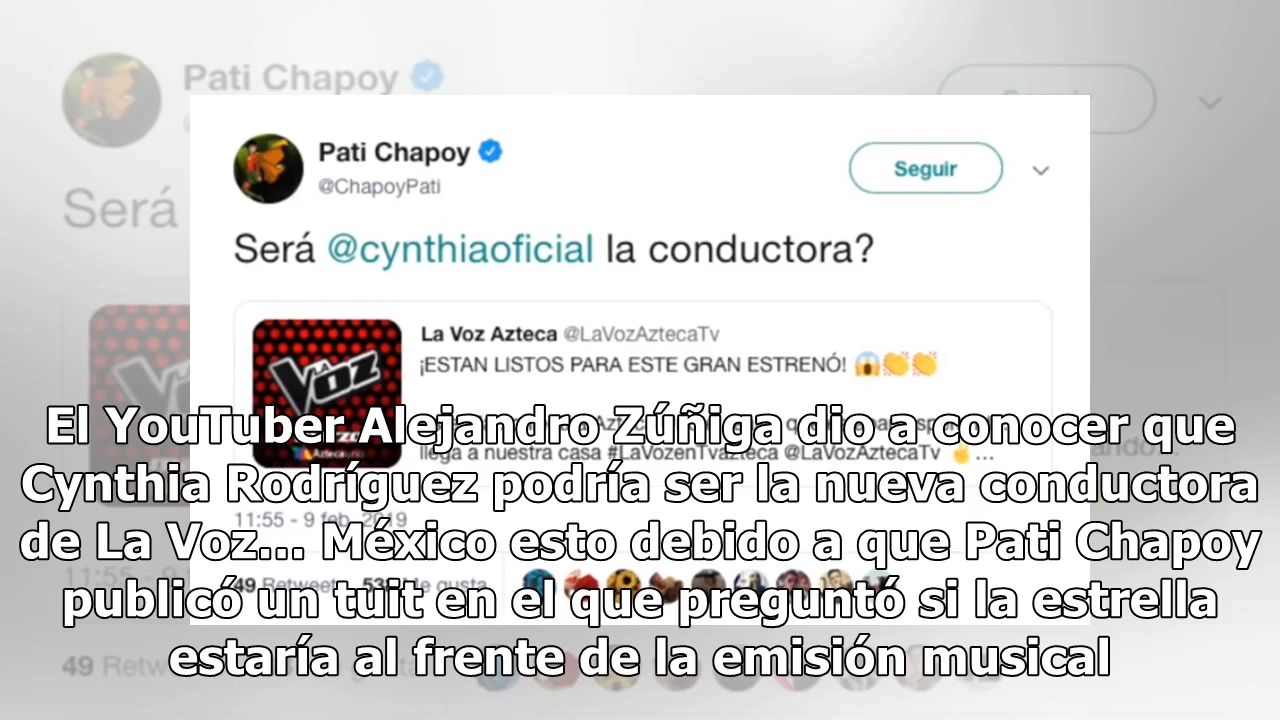 Pati Chapoy
Será
Pati Chapoy
@ChapoyPati
Seguir
Será @cynthiaoficial la conductora?
La Voz Azteca @LaVozAztecaTv
¡ESTAN LISTOS PARA ESTE GRAN ESTRENÓ! 😱👏👏
LA VOZ
llega a nuestra casa #LaVozenTvazteca @LaVozAztecaTv ✌...
El YouTuber Alejandro Zúñiga dio a conocer que
Cynthia Rodríguez podría ser la nueva conductora
de La Voz... México esto debido a que Pati Chapoy
publicó un tuit en el que preguntó si la estrella
estaría al frente de la emisión musical
11:55 - 9 feb. 2019
49 Retweets
49 Retw